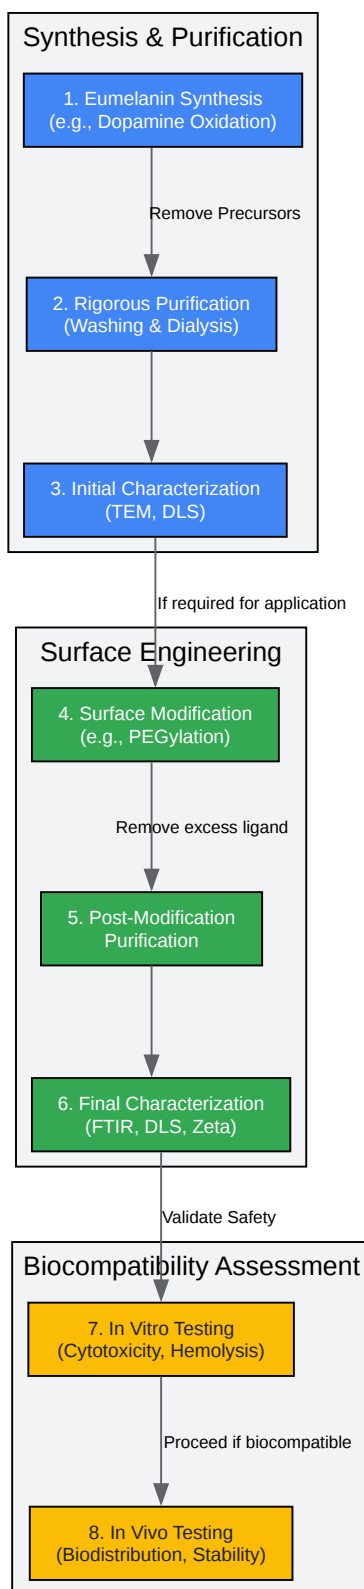 Synthesis & Purification
1. Eumelanin Synthesis
(e.g., Dopamine Oxidation)
Remove Precursors
2. Rigorous Purification
(Washing & Dialysis)
3. Initial Characterization
(TEM, DLS)
If required for application
Surface Engineering
4. Surface Modification
(e.g., PEGylation)
Remove excess ligand
5. Post-Modification
Purification
6. Final Characterization
(FTIR, DLS, Zeta)
Validate Safety
Biocompatibility Assessment
7. In Vitro Testing
(Cytotoxicity, Hemolysis)
Proceed if biocompatible
8. In Vivo Testing
(Biodistribution, Stability)